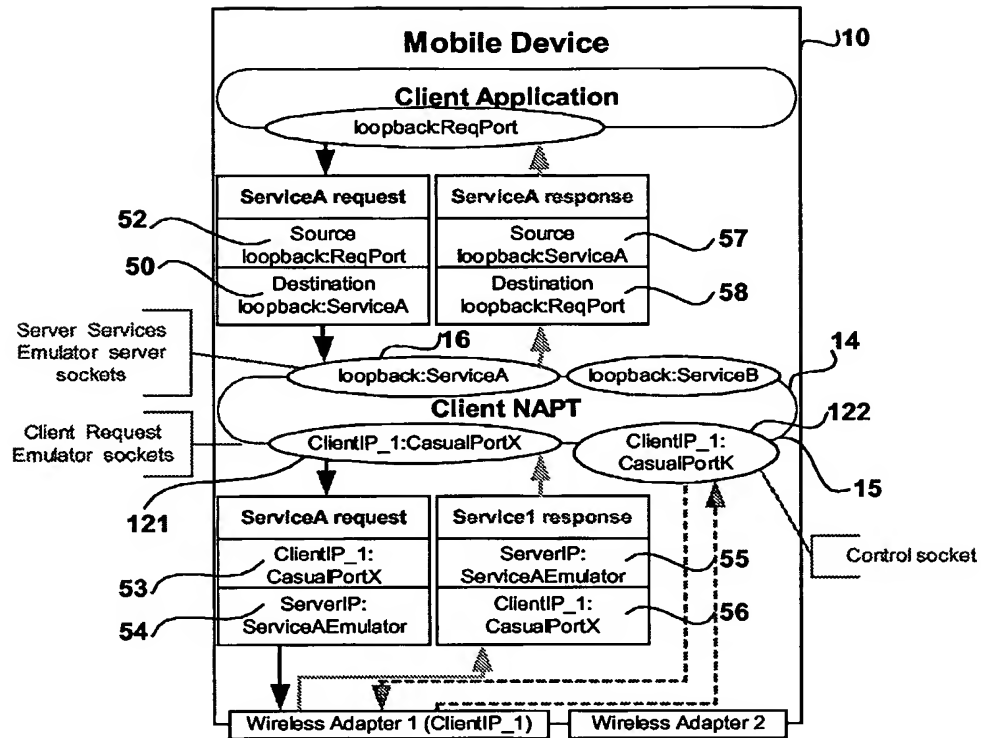 Mobile Device
10
Client Application
loopback:ReqPort
ServiceA request
ServiceA response
52
Source
loopback:ReqPort
Source
loopback:ServiceA
57
50
Destination
loopback:ServiceA
Destination
loopback:ReqPort
58
Server Services
Emulator server
sockets
16
loopback:ServiceA
loopback:ServiceB
14
Client NAPT
Client Request
Emulator sockets
ClientIP_1:CasualPortX
ClientIP_1:
CasualPortK
122
15
121
ServiceA request
Service1 response
Control socket
53
ClientIP_1:
CasualPortX
ServerIP:
ServiceAEmulator
55
54
ServerIP:
ServiceAEmulator
ClientIP_1:
CasualPortX
56
Wireless Adapter 1 (ClientIP_1)
Wireless Adapter 2